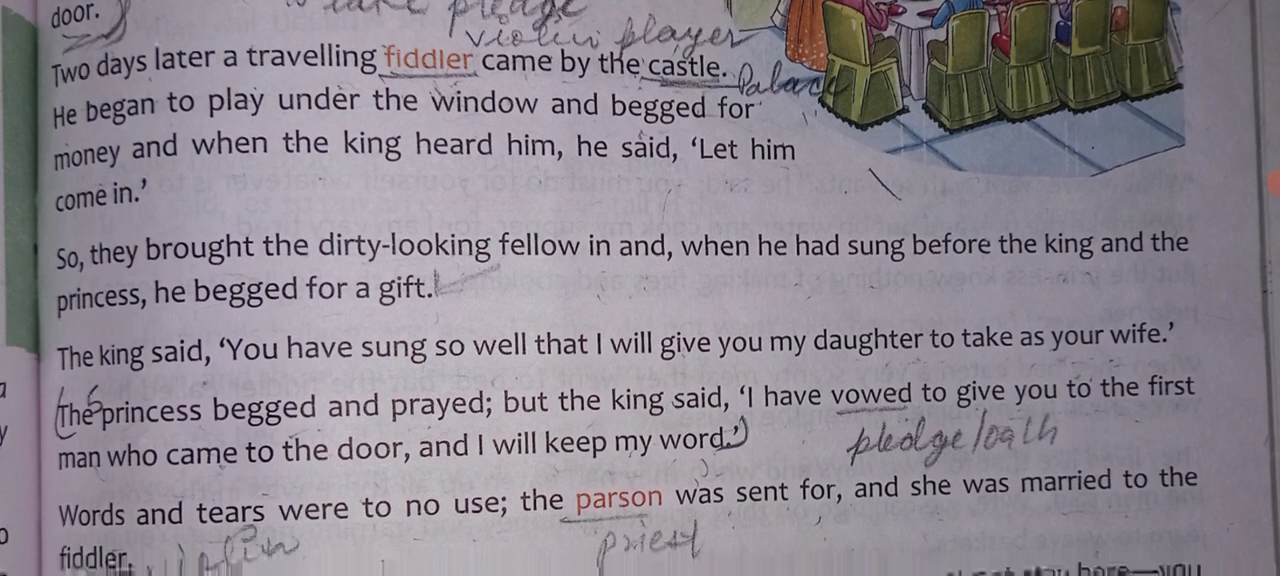 door.
take pledge
violin player
Two days later a travelling fiddler came by the castle.
Palace
He began to play under the window and begged for
money and when the king heard him, he said, ‘Let him
come in.’
So, they brought the dirty-looking fellow in and, when he had sung before the king and the
princess, he begged for a gift.
The king said, ‘You have sung so well that I will give you my daughter to take as your wife.’
The princess begged and prayed; but the king said, ‘I have vowed to give you to the first
man who came to the door, and I will keep my word.’
pledge/oath
Words and tears were to no use; the parson was sent for, and she was married to the
priest
fiddler.